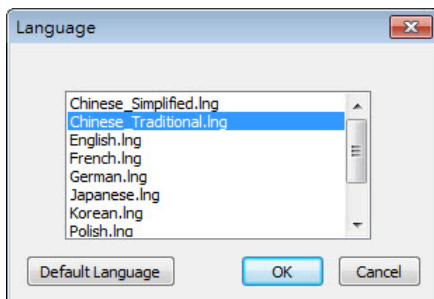 Language
Chinese_Simplified.lng
Chinese_Traditional.lng
English.lng
French.lng
German.lng
Japanese.lng
Korean.lng
Polish.lng
Default Language
OK
Cancel